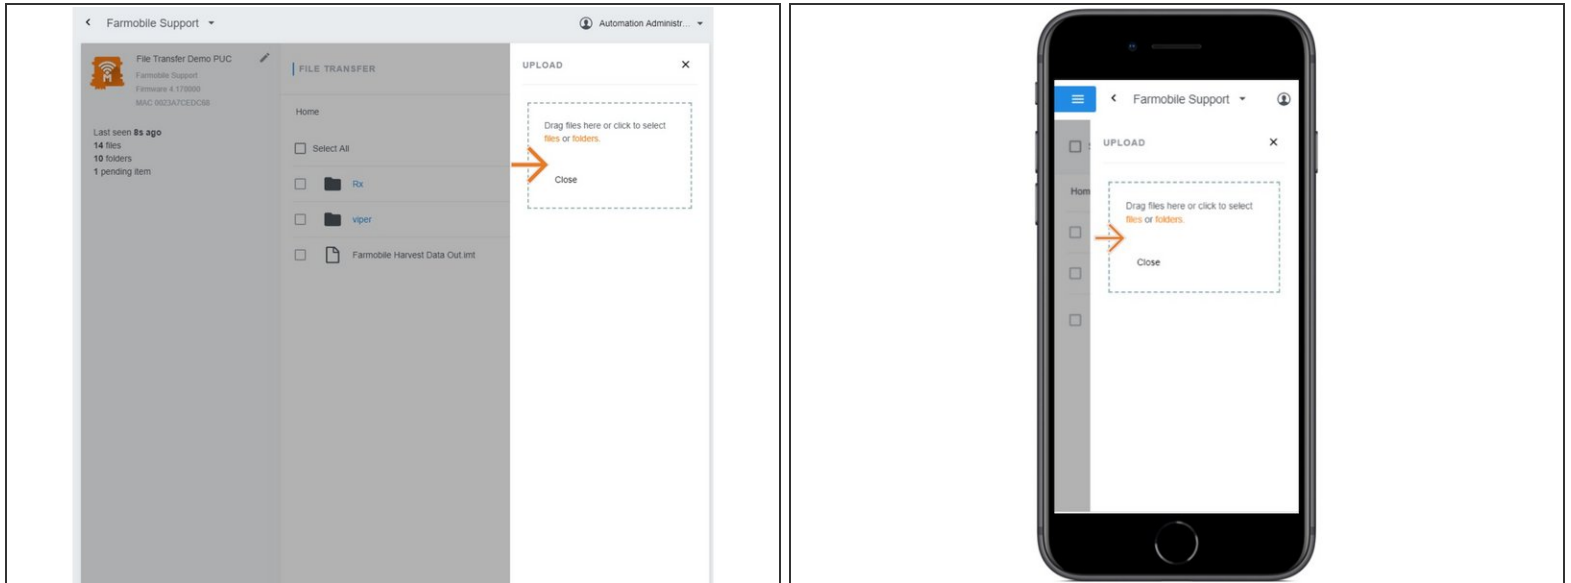 Farmobile Support
Automation Administr...
File Transfer Demo PUC
Farmobile Support
Firmware 4.178000
MAC 0023A7CEDC68
Last seen 8s ago
14 files
10 folders
1 pending item
FILE TRANSFER
Home
Select All
Rx
viper
Farmobile Harvest Data Out.imt
UPLOAD
Drag files here or click to select
files or folders.
Close
Farmobile Support
UPLOAD
Hom
Drag files here or click to select
files or folders.
Close